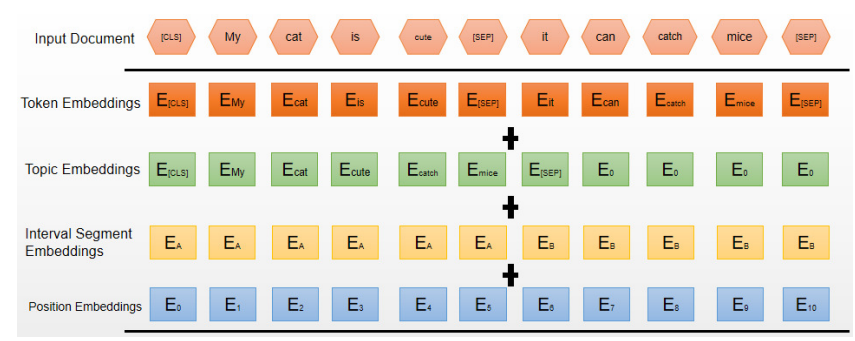 Input Document [CLS] My cat is cute [SEP] it can catch mice [SEP]
Token Embeddings E[CLS] EMy Ecat Eis Ecute E[SEP] Eit Ecan Ecatch Emice E[SEP]
+
Topic Embeddings E[CLS] EMy Ecat Ecute Ecatch Emice E[SEP] E0 E0 E0 E0
+
Interval Segment
Embeddings EA EA EA EA EA EA EB EB EB EB EB
+
Position Embeddings E0 E1 E2 E3 E4 E5 E6 E7 E8 E9 E10